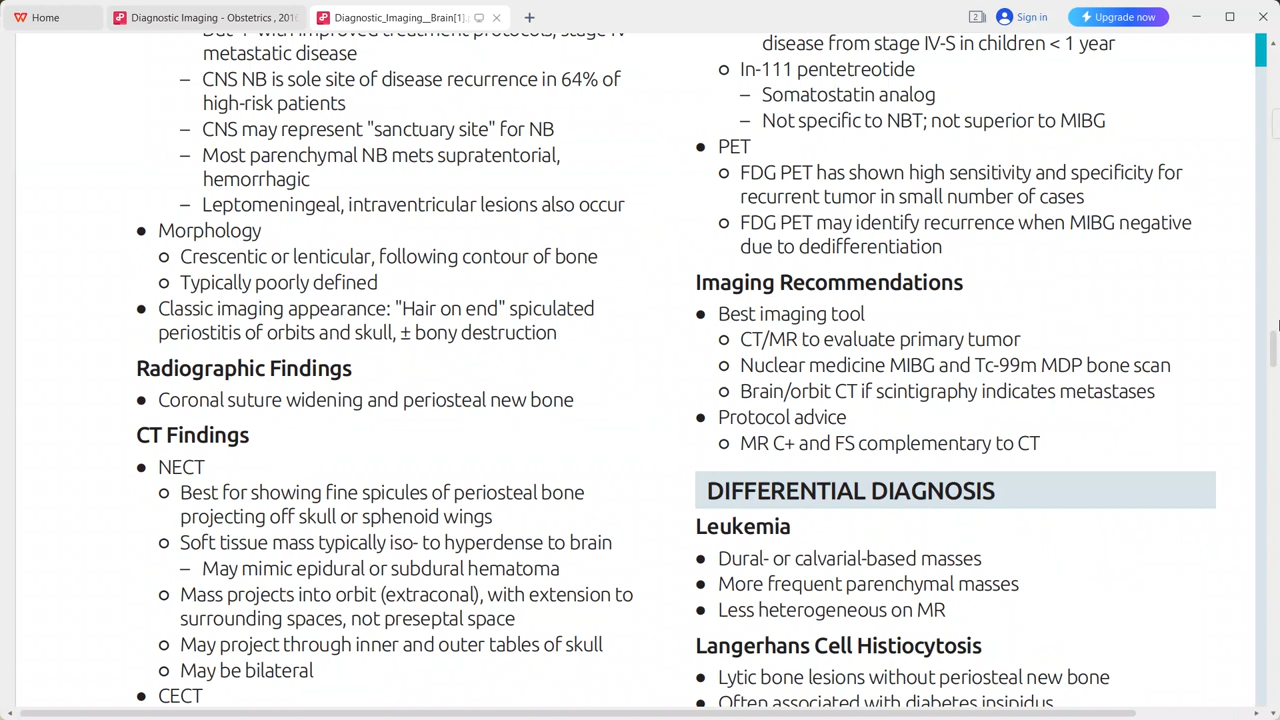 Home
Diagnostic Imaging - Obstetrics , 2016
Diagnostic_Imaging__Brain[1].
2
Sign in
Upgrade now
metastatic disease
– CNS NB is sole site of disease recurrence in 64% of
high-risk patients
– CNS may represent "sanctuary site" for NB
– Most parenchymal NB mets supratentorial,
hemorrhagic
– Leptomeningeal, intraventricular lesions also occur
● Morphology
○ Crescentic or lenticular, following contour of bone
○ Typically poorly defined
● Classic imaging appearance: "Hair on end" spiculated
periostitis of orbits and skull, ± bony destruction
Radiographic Findings
● Coronal suture widening and periosteal new bone
CT Findings
● NECT
○ Best for showing fine spicules of periosteal bone
projecting off skull or sphenoid wings
○ Soft tissue mass typically iso- to hyperdense to brain
– May mimic epidural or subdural hematoma
○ Mass projects into orbit (extraconal), with extension to
surrounding spaces, not preseptal space
○ May project through inner and outer tables of skull
○ May be bilateral
● CECT
disease from stage IV-S in children < 1 year
○ In-111 pentetreotide
– Somatostatin analog
– Not specific to NBT; not superior to MIBG
● PET
○ FDG PET has shown high sensitivity and specificity for
recurrent tumor in small number of cases
○ FDG PET may identify recurrence when MIBG negative
due to dedifferentiation
Imaging Recommendations
● Best imaging tool
○ CT/MR to evaluate primary tumor
○ Nuclear medicine MIBG and Tc-99m MDP bone scan
○ Brain/orbit CT if scintigraphy indicates metastases
● Protocol advice
○ MR C+ and FS complementary to CT
DIFFERENTIAL DIAGNOSIS
Leukemia
● Dural- or calvarial-based masses
● More frequent parenchymal masses
● Less heterogeneous on MR
Langerhans Cell Histiocytosis
● Lytic bone lesions without periosteal new bone
● Often associated with diabetes insipidus